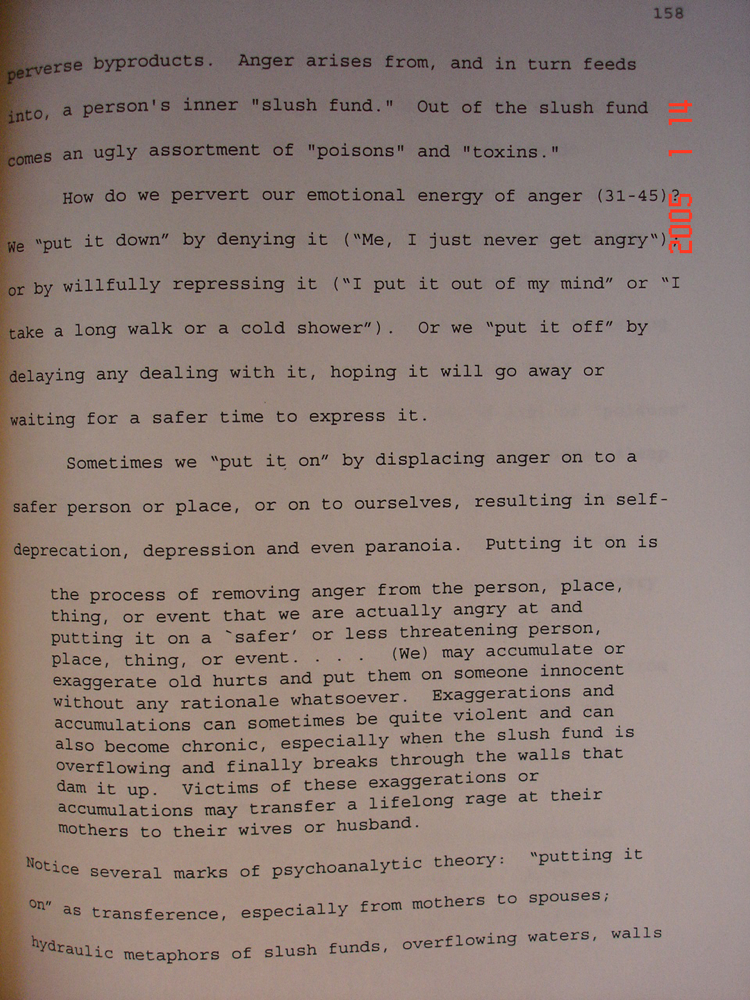 158
perverse byproducts. Anger arises from, and in turn feeds
into, a person's inner "slush fund." Out of the slush fund
comes an ugly assortment of "poisons" and "toxins."
How do we pervert our emotional energy of anger (31-45)?
We “put it down” by denying it (“Me, I just never get angry“),
or by willfully repressing it (“I put it out of my mind” or “I
take a long walk or a cold shower”). Or we “put it off” by
delaying any dealing with it, hoping it will go away or
waiting for a safer time to express it.
Sometimes we “put it on” by displacing anger on to a
safer person or place, or on to ourselves, resulting in self-
deprecation, depression and even paranoia. Putting it on is
the process of removing anger from the person, place,
thing, or event that we are actually angry at and
putting it on a `safer’ or less threatening person,
place, thing, or event. . . . (We) may accumulate or
exaggerate old hurts and put them on someone innocent
without any rationale whatsoever. Exaggerations and
accumulations can sometimes be quite violent and can
also become chronic, especially when the slush fund is
overflowing and finally breaks through the walls that
dam it up. Victims of these exaggerations or
accumulations may transfer a lifelong rage at their
mothers to their wives or husband.
Notice several marks of psychoanalytic theory: “putting it
on” as transference, especially from mothers to spouses;
hydraulic metaphors of slush funds, overflowing waters, walls
2005 1 14